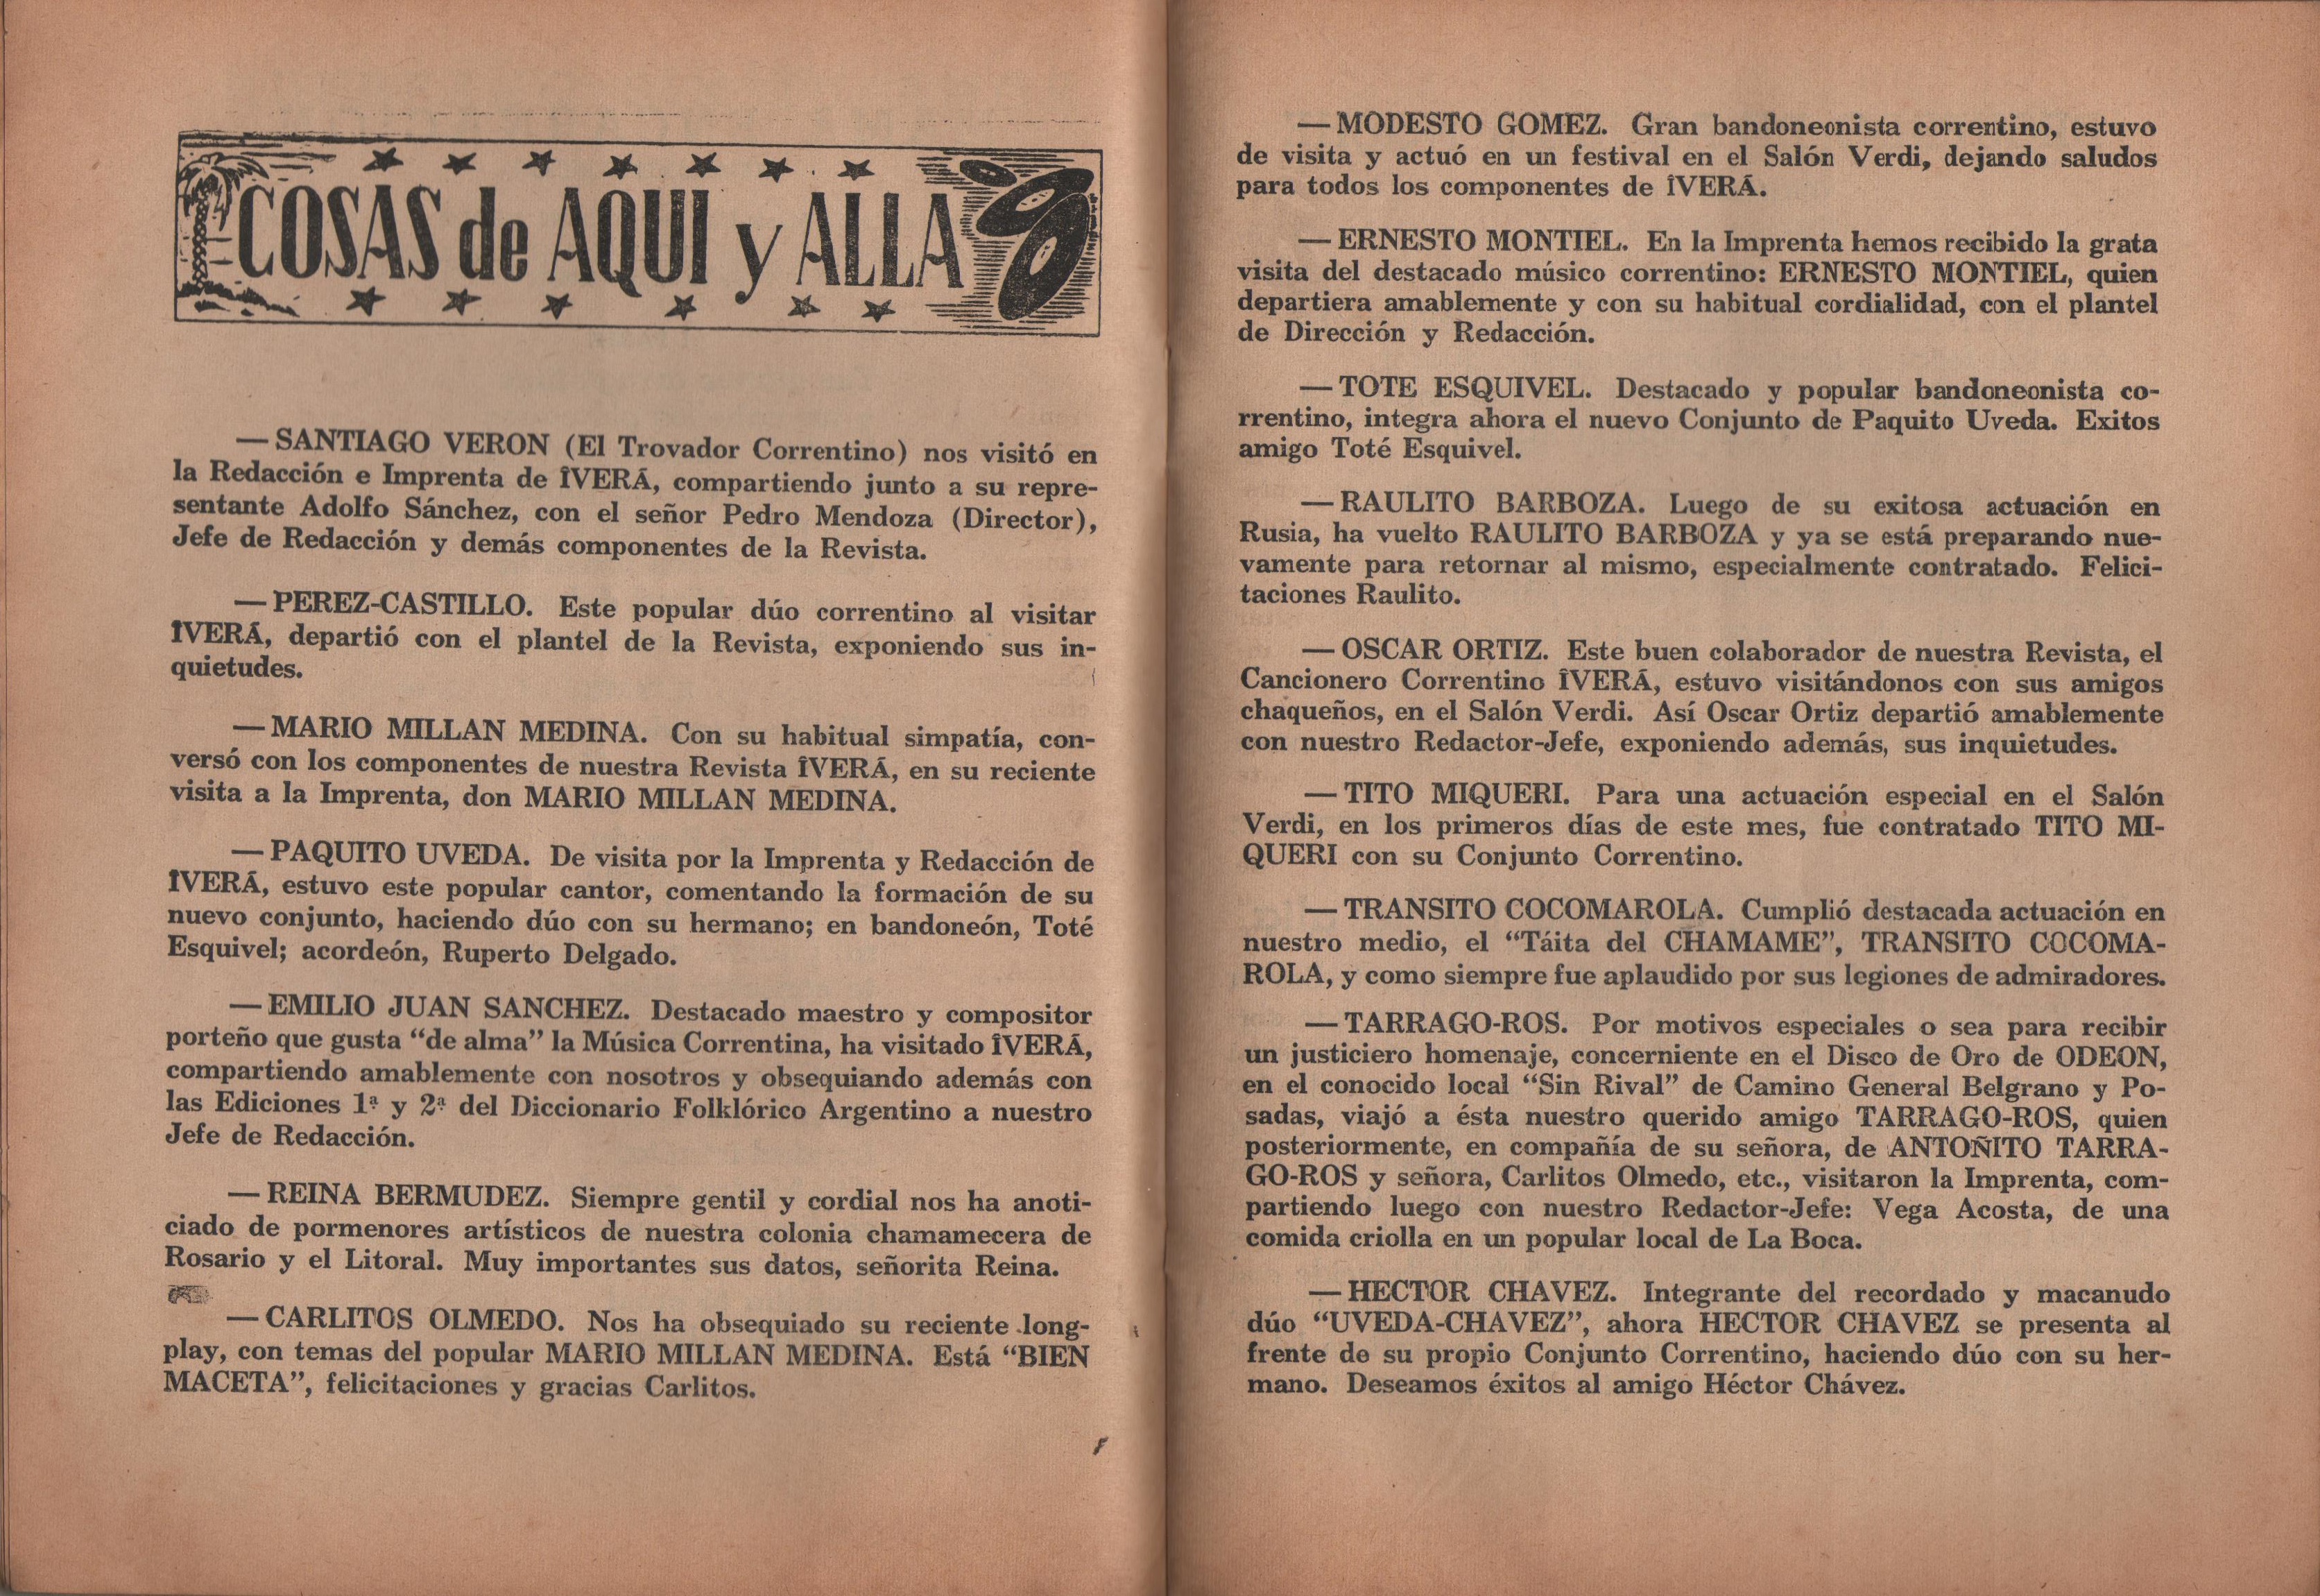 COSAS de AQUI y ALLA
— SANTIAGO VERON (El Trovador Correntino) nos visitó en
la Redacción e Imprenta de ÎVERÁ, compartiendo junto a su repre-
sentante Adolfo Sánchez, con el señor Pedro Mendoza (Director),
Jefe de Redacción y demás componentes de la Revista.
— PEREZ-CASTILLO. Este popular dúo correntino al visitar
ÎVERÁ, departió con el plantel de la Revista, exponiendo sus in-
quietudes.
— MARIO MILLAN MEDINA. Con su habitual simpatía, con-
versó con los componentes de nuestra Revista ÎVERÁ, en su reciente
visita a la Imprenta, don MARIO MILLAN MEDINA.
— PAQUITO UVEDA. De visita por la Imprenta y Redacción de
ÎVERÁ, estuvo este popular cantor, comentando la formación de su
nuevo conjunto, haciendo dúo con su hermano; en bandoneón, Toté
Esquivel; acordeón, Ruperto Delgado.
— EMILIO JUAN SANCHEZ. Destacado maestro y compositor
porteño que gusta “de alma” la Música Correntina, ha visitado ÎVERÁ,
compartiendo amablemente con nosotros y obsequiando además con
las Ediciones 1ª y 2ª del Diccionario Folklórico Argentino a nuestro
Jefe de Redacción.
— REINA BERMUDEZ. Siempre gentil y cordial nos ha anoti-
ciado de pormenores artísticos de nuestra colonia chamamecera de
Rosario y el Litoral. Muy importantes sus datos, señorita Reina.
— CARLITOS OLMEDO. Nos ha obsequiado su reciente long-
play, con temas del popular MARIO MILLAN MEDINA. Está “BIEN
MACETA”, felicitaciones y gracias Carlitos.
— MODESTO GOMEZ. Gran bandoneonista correntino, estuvo
de visita y actuó en un festival en el Salón Verdi, dejando saludos
para todos los componentes de ÎVERÁ.
— ERNESTO MONTIEL. En la Imprenta hemos recibido la grata
visita del destacado músico correntino: ERNESTO MONTIEL, quien
departiera amablemente y con su habitual cordialidad, con el plantel
de Dirección y Redacción.
— TOTE ESQUIVEL. Destacado y popular bandoneonista co-
rrentino, integra ahora el nuevo Conjunto de Paquito Uveda. Exitos
amigo Toté Esquivel.
— RAULITO BARBOZA. Luego de su exitosa actuación en
Rusia, ha vuelto RAULITO BARBOZA y ya se está preparando nue-
vamente para retornar al mismo, especialmente contratado. Felici-
taciones Raulito.
— OSCAR ORTIZ. Este buen colaborador de nuestra Revista, el
Cancionero Correntino ÎVERÁ, estuvo visitándonos con sus amigos
chaqueños, en el Salón Verdi. Así Oscar Ortiz departió amablemente
con nuestro Redactor-Jefe, exponiendo además, sus inquietudes.
— TITO MIQUERI. Para una actuación especial en el Salón
Verdi, en los primeros días de este mes, fue contratado TITO MI-
QUERI con su Conjunto Correntino.
— TRANSITO COCOMAROLA. Cumplió destacada actuación en
nuestro medio, el “Táita del CHAMAME”, TRANSITO COCOMA-
ROLA, y como siempre fue aplaudido por sus legiones de admiradores.
— TARRAGO-ROS. Por motivos especiales o sea para recibir
un justiciero homenaje, concerniente en el Disco de Oro de ODEON,
en el conocido local “Sin Rival” de Camino General Belgrano y Po-
sadas, viajó a ésta nuestro querido amigo TARRAGO-ROS, quien
posteriormente, en compañía de su señora, de ANTOÑITO TARRA-
GO-ROS y señora, Carlitos Olmedo, etc., visitaron la Imprenta, com-
partiendo luego con nuestro Redactor-Jefe: Vega Acosta, de una
comida criolla en un popular local de La Boca.
— HECTOR CHAVEZ. Integrante del recordado y macanudo
dúo “UVEDA-CHAVEZ”, ahora HECTOR CHAVEZ se presenta al
frente de su propio Conjunto Correntino, haciendo dúo con su her-
mano. Deseamos éxitos al amigo Héctor Chávez.